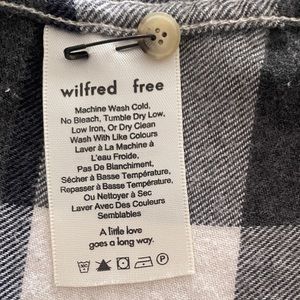 wilfred free
Machine Wash Cold,
No Bleach, Tumble Dry Low,
Low Iron, Or Dry Clean
Wash With Like Colours
Laver À La Machine À
L'eau Froide.
Pas De Blanchiment,
Sécher à Basse Température,
Repasser à Basse Température,
Ou Nettoyer à Sec
Laver Avec Des Couleurs
Semblables
A little love
goes a long way.
P